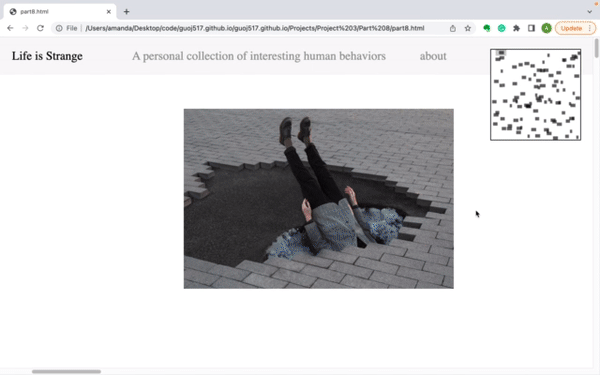 part8.html
File
/Users/amanda/Desktop/code/guoj517.github.io/guoj517.github.io/Projects/Project%203/Part%208/part8.html
Update
Life is Strange
A personal collection of interesting human behaviors
about